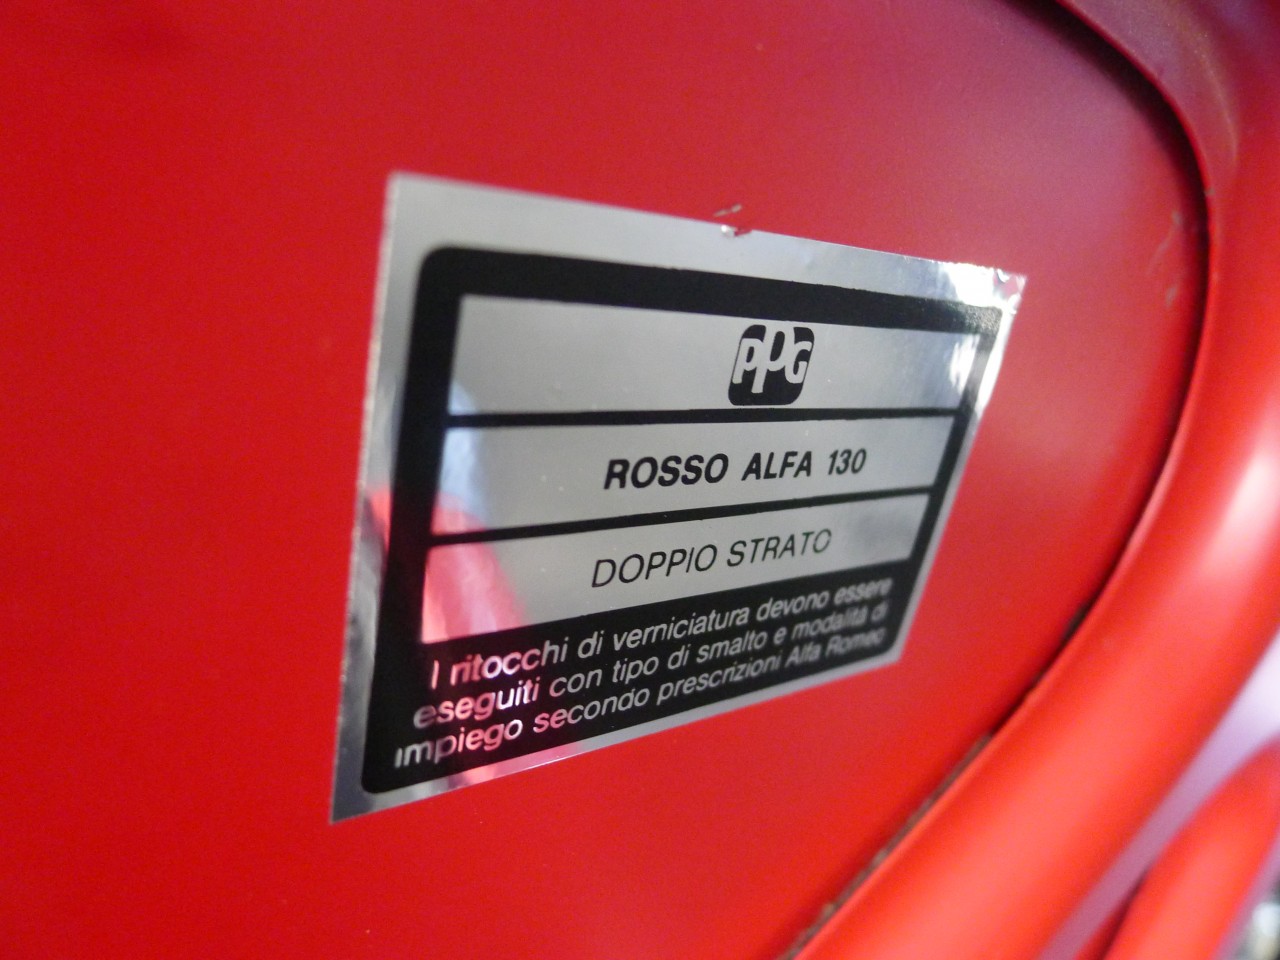 PPG
ROSSO ALFA 130
DOPPIO STRATO
I ritocchi di verniciatura devono essere
eseguiti con tipo di smalto e modalità di
impiego secondo prescrizioni Alfa Romeo